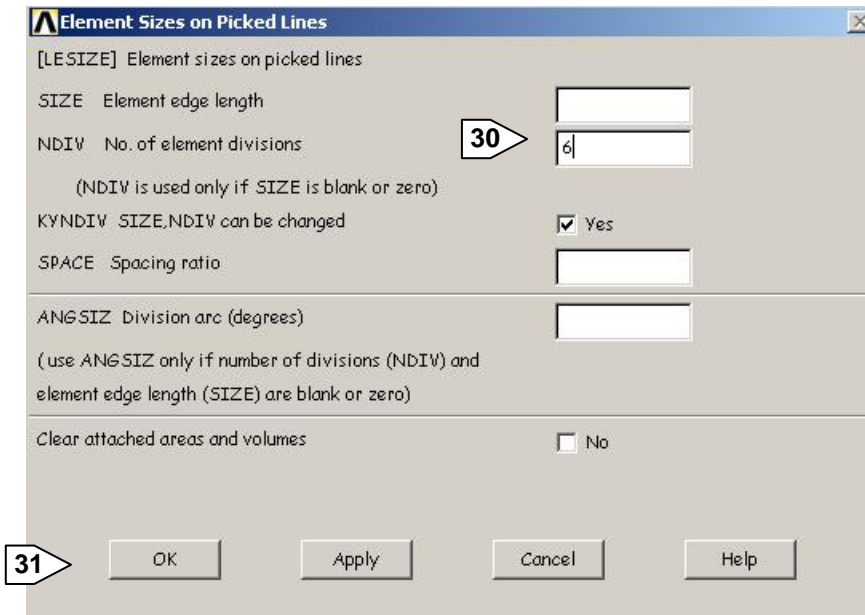 Element Sizes on Picked Lines
[LESIZE] Element sizes on picked lines
SIZE Element edge length
NDIV No. of element divisions 30 6
(NDIV is used only if SIZE is blank or zero)
KYNDIV SIZE,NDIV can be changed Yes
SPACE Spacing ratio
ANGSIZ Division arc (degrees)
(use ANGSIZ only if number of divisions (NDIV) and
element edge length (SIZE) are blank or zero)
Clear attached areas and volumes No
31 OK Apply Cancel Help